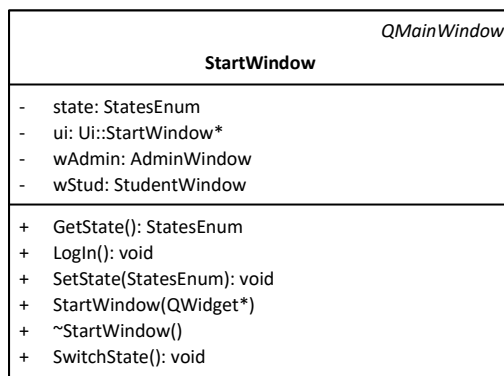 QMainWindow
StartWindow
- state: StatesEnum
- ui: Ui::StartWindow*
- wAdmin: AdminWindow
- wStud: StudentWindow
+ GetState(): StatesEnum
+ LogIn(): void
+ SetState(StatesEnum): void
+ StartWindow(QWidget*)
+ ~StartWindow()
+ SwitchState(): void